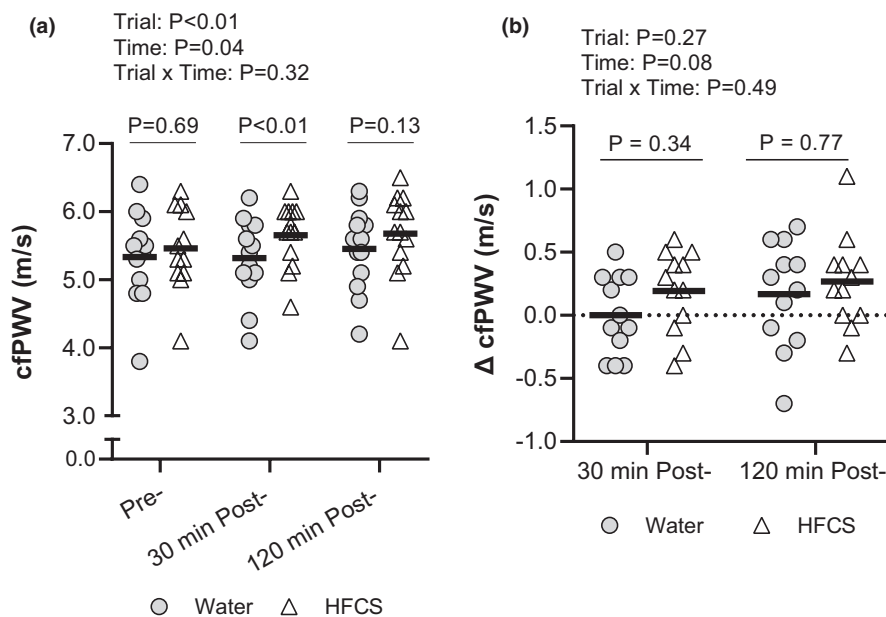 (a)
Trial: P<0.01
Time: P=0.04
Trial x Time: P=0.32
P=0.69
P<0.01
P=0.13
7.0
6.0
5.0
4.0
3.0
0.0
cfPWV (m/s)
Pre-
30 min Post-
120 min Post-
Water
HFCS
(b)
Trial: P=0.27
Time: P=0.08
Trial x Time: P=0.49
P = 0.34
P = 0.77
1.5
1.0
0.5
0.0
-0.5
-1.0
Δ cfPWV (m/s)
30 min Post-
120 min Post-
Water
HFCS